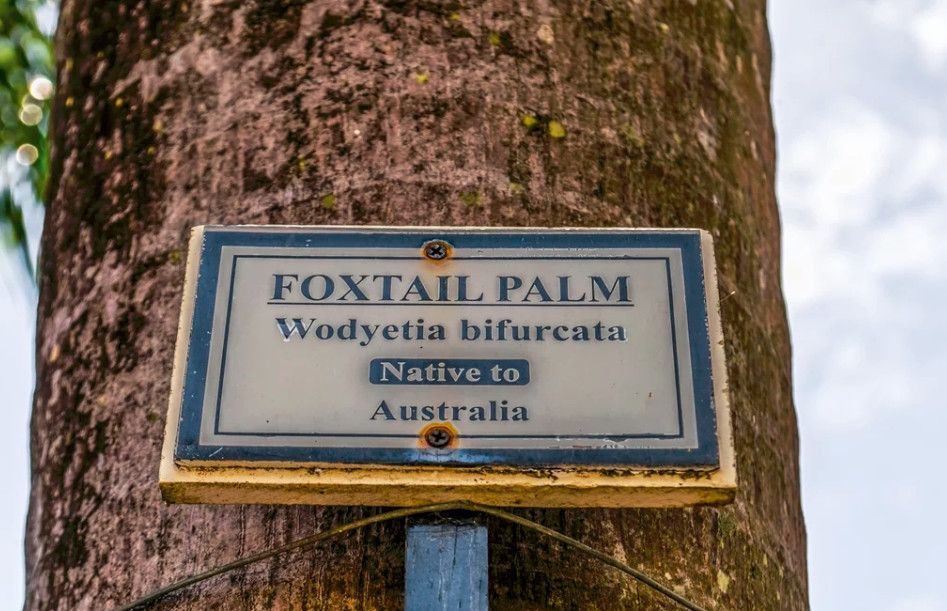 FOXTAIL PALM
Wodyetia bifurcata
Native to
Australia